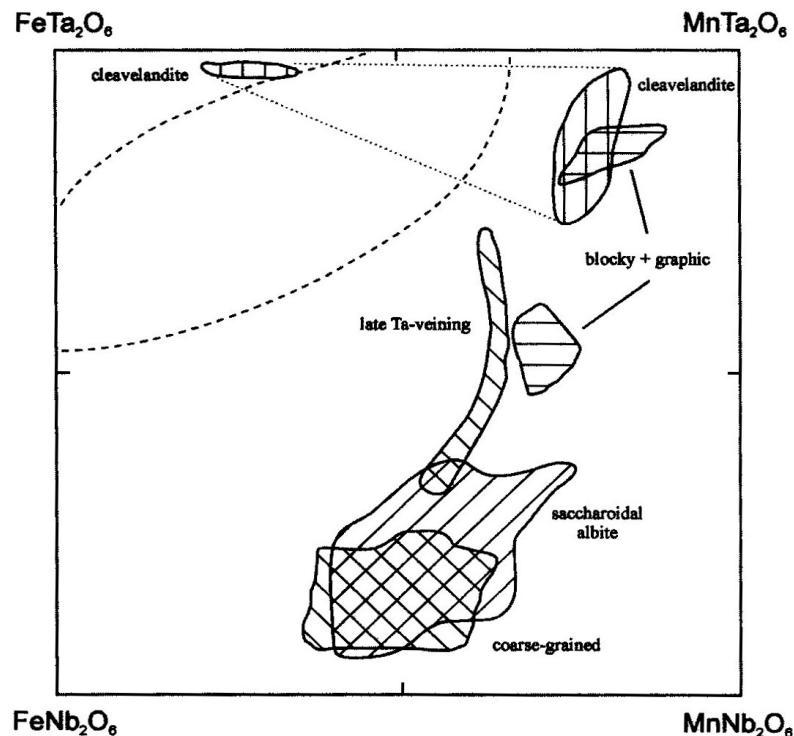 FeTa₂O₆
MnTa₂O₆
cleavelandite
cleavelandite
blocky + graphic
late Ta-veining
saccharoidal
albite
coarse-grained
FeNb₂O₆
MnNb₂O₆